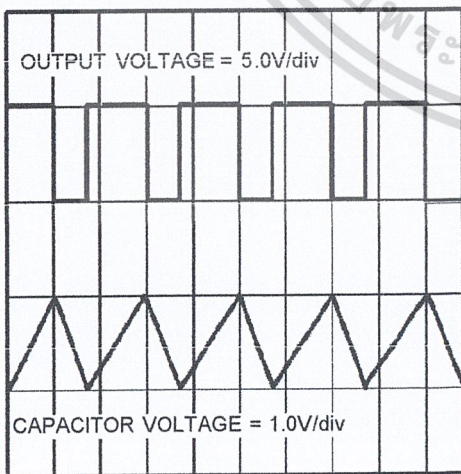 OUTPUT VOLTAGE = 5.0V/div
CAPACITOR VOLTAGE = 1.0V/div